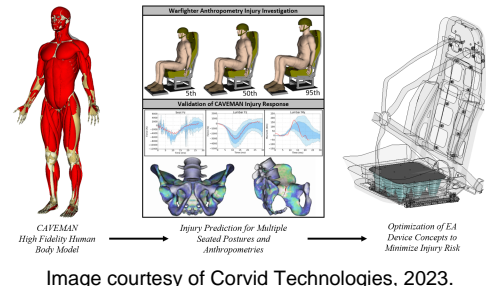 Warfighter Anthropometry Injury Investigation
5th
50th
95th
Validation of CAVEMAN Injury Response
CAVEMAN
High Fidelity Human
Body Model
Injury Prediction for Multiple
Seated Postures and
Anthropometries
Optimization of EA
Device Concepts to
Minimize Injury Risk
Image courtesy of Corvid Technologies, 2023.